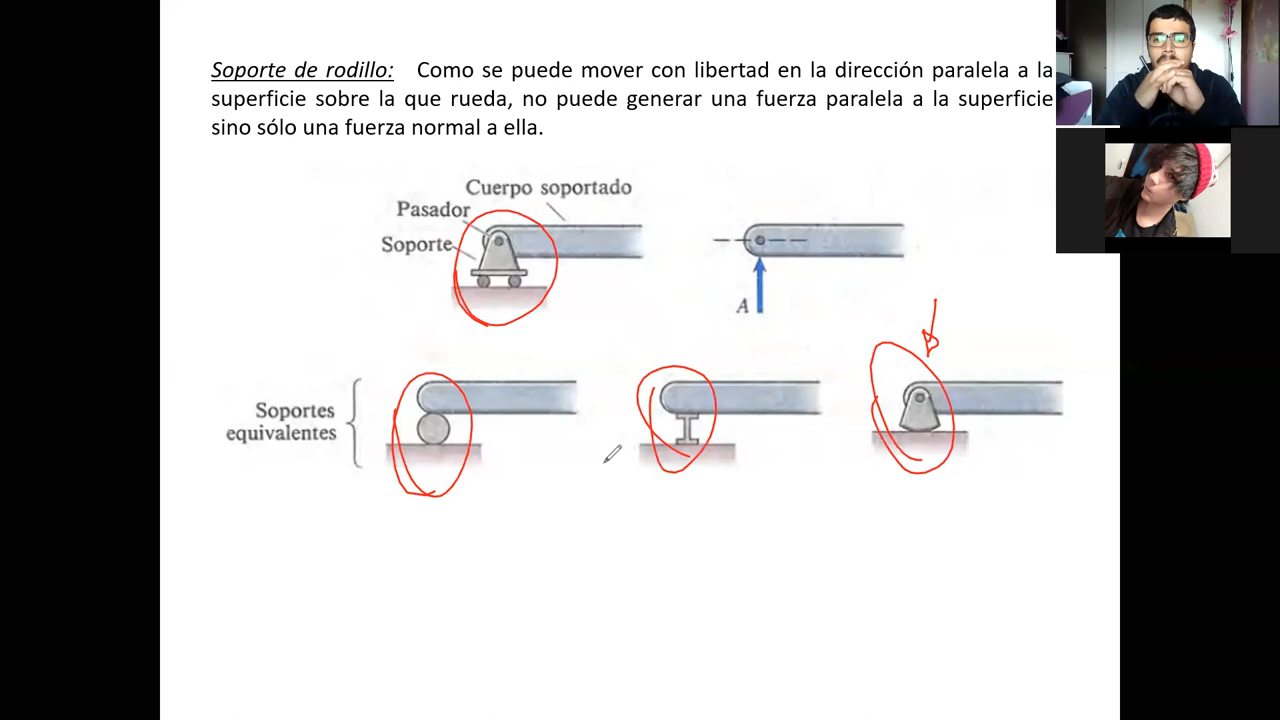 Soporte de rodillo: Como se puede mover con libertad en la dirección paralela a la
superficie sobre la que rueda, no puede generar una fuerza paralela a la superficie
sino sólo una fuerza normal a ella.
Cuerpo soportado
Pasador
Soporte
A
Soportes
equivalentes